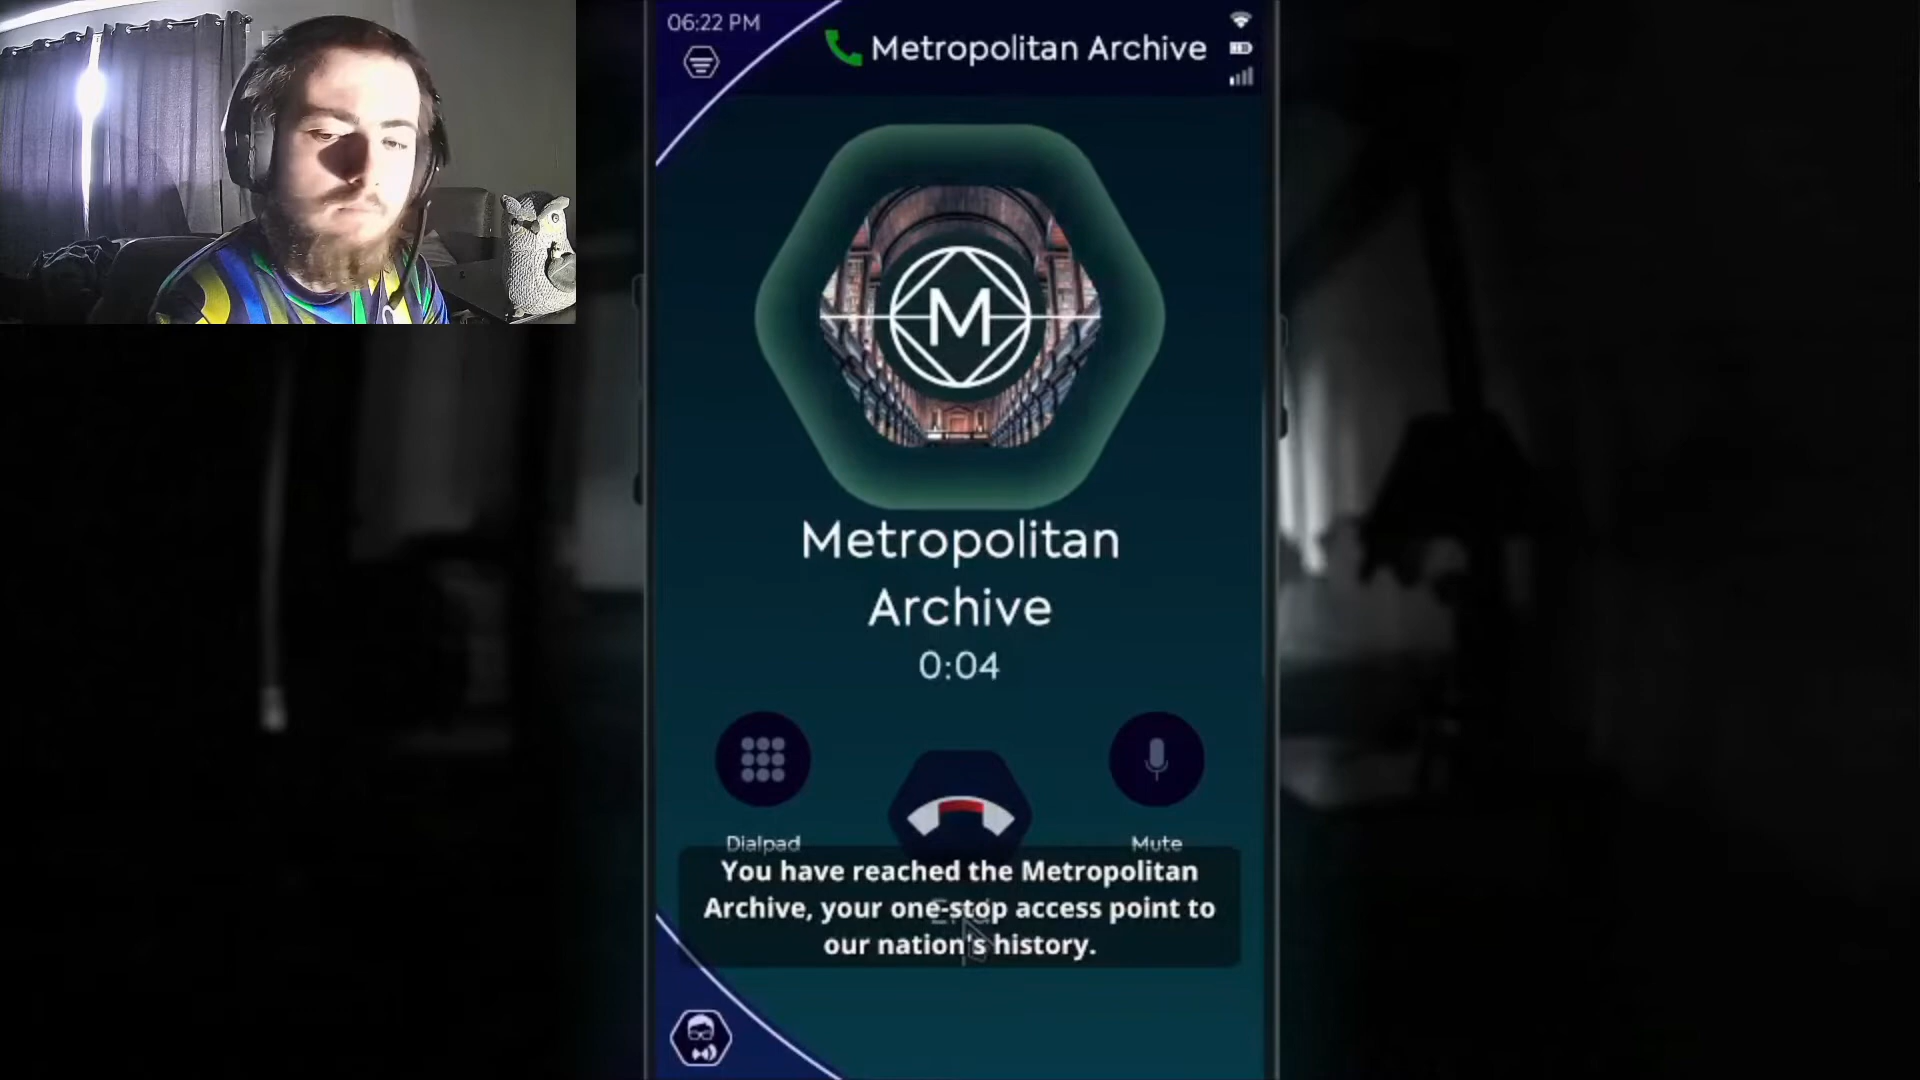 06:22 PM
Metropolitan Archive
M
Metropolitan
Archive
0:04
Dialpad
Mute
End
You have reached the Metropolitan
Archive, your one-stop access point to
our nation's history.